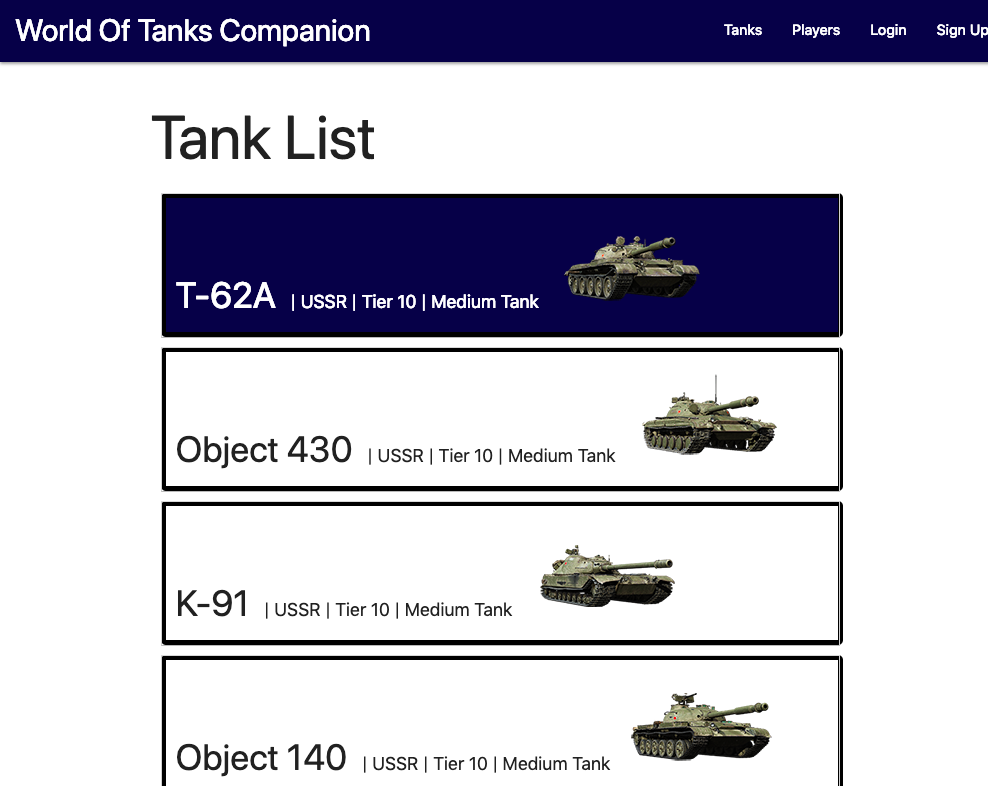 World Of Tanks Companion Tanks Players Login Sign Up
Tank List
T-62A | USSR | Tier 10 | Medium Tank
Object 430 | USSR | Tier 10 | Medium Tank
K-91 | USSR | Tier 10 | Medium Tank
Object 140 | USSR | Tier 10 | Medium Tank